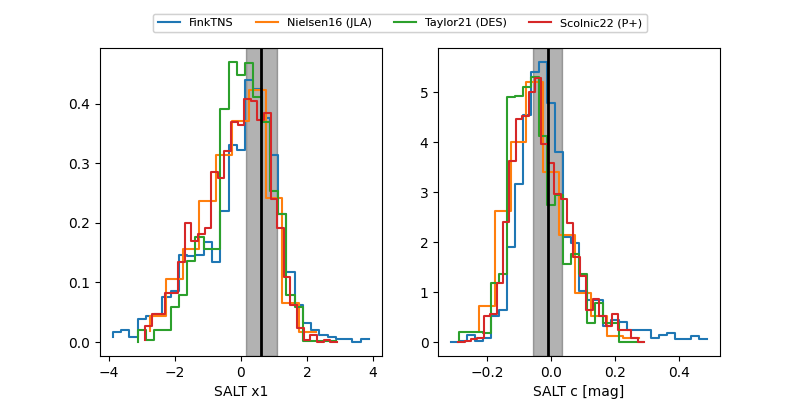 FinkTNS Nielsen16 (JLA) Taylor21 (DES) Scolnic22 (P+)
0.4
0.3
0.2
0.1
0.0
−4 −2 0 2 4
SALT x1
5
4
3
2
1
0
−0.2 0.0 0.2 0.4
SALT c [mag]